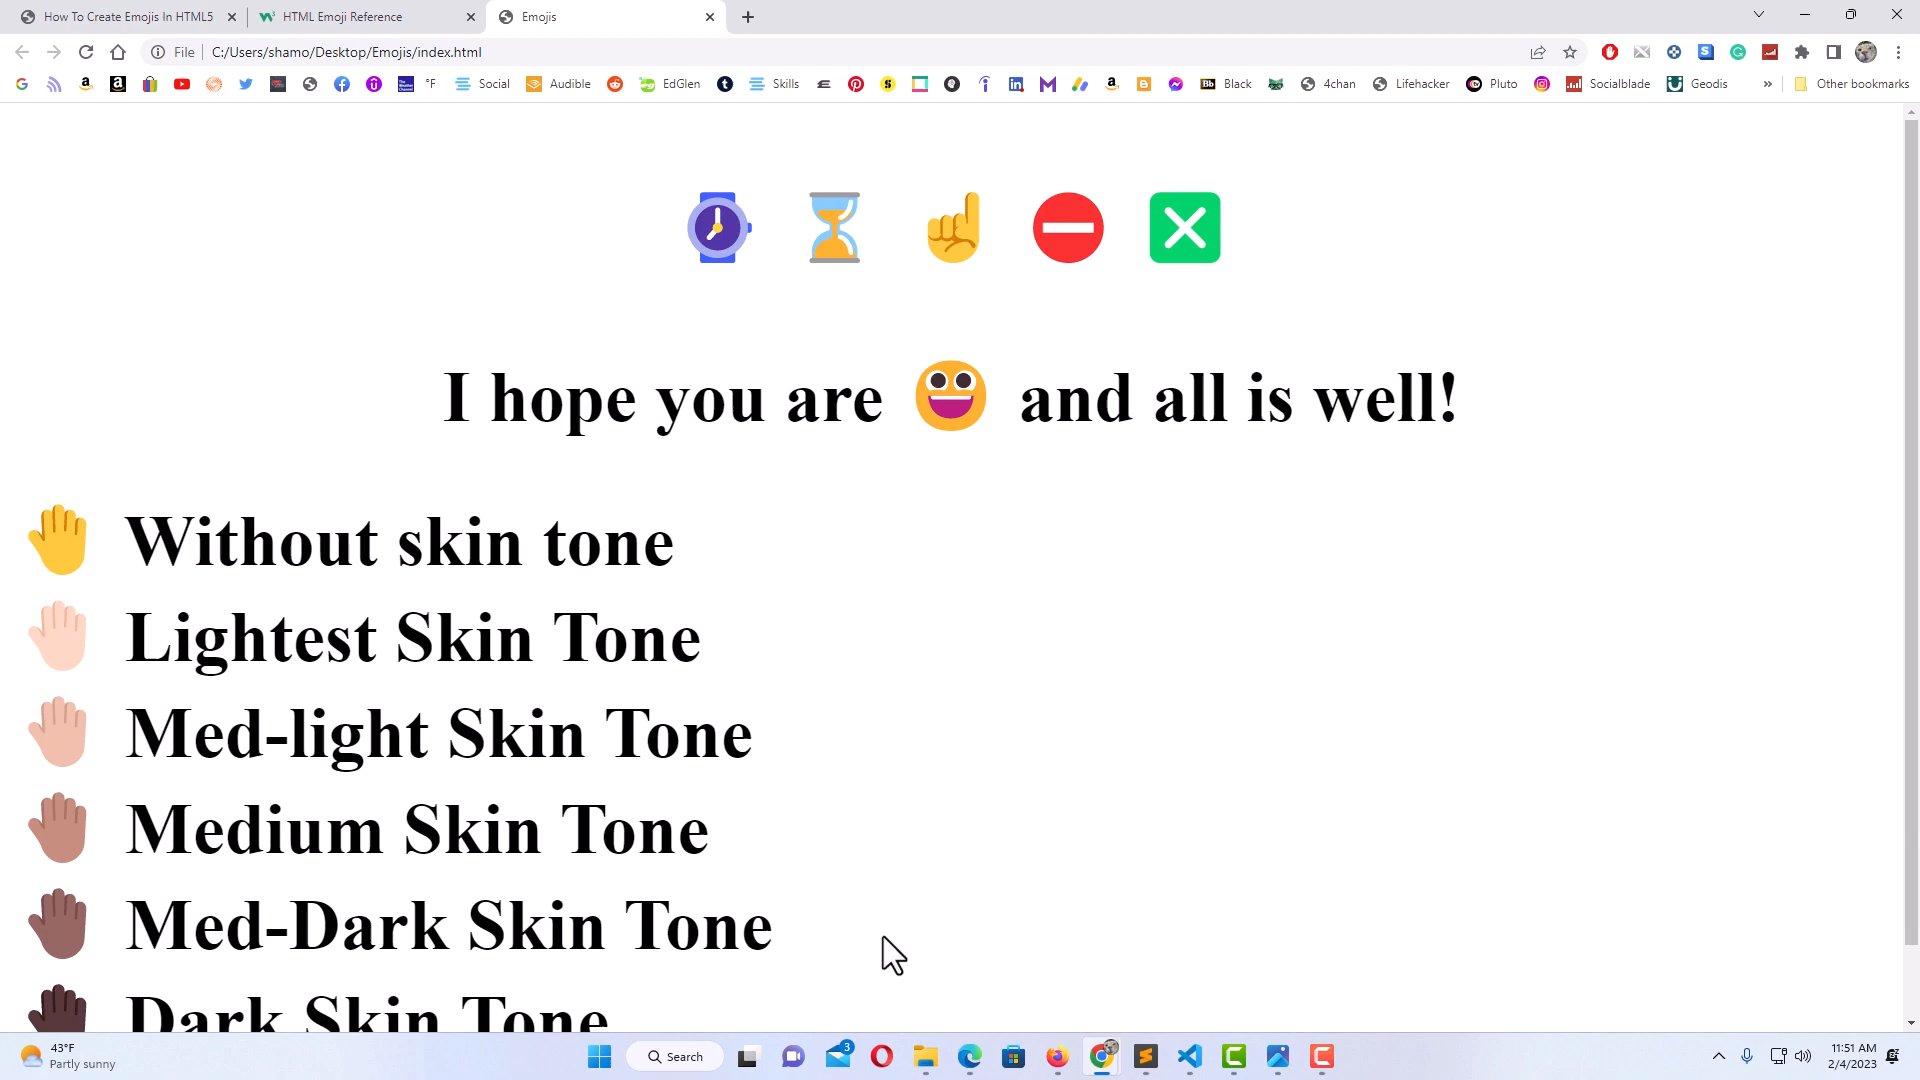 How To Create Emojis In HTML5
HTML Emoji Reference
Emojis
File
C:/Users/shamo/Desktop/Emojis/index.html
°F
Social
Audible
EdGlen
Skills
Black
4chan
Lifehacker
Pluto
Socialblade
Geodis
Other bookmarks
I hope you are 😀 and all is well!
Without skin tone
Lightest Skin Tone
Med-light Skin Tone
Medium Skin Tone
Med-Dark Skin Tone
Dark Skin Tone
43°F
Partly sunny
Search
3
11:51 AM
2/4/2023